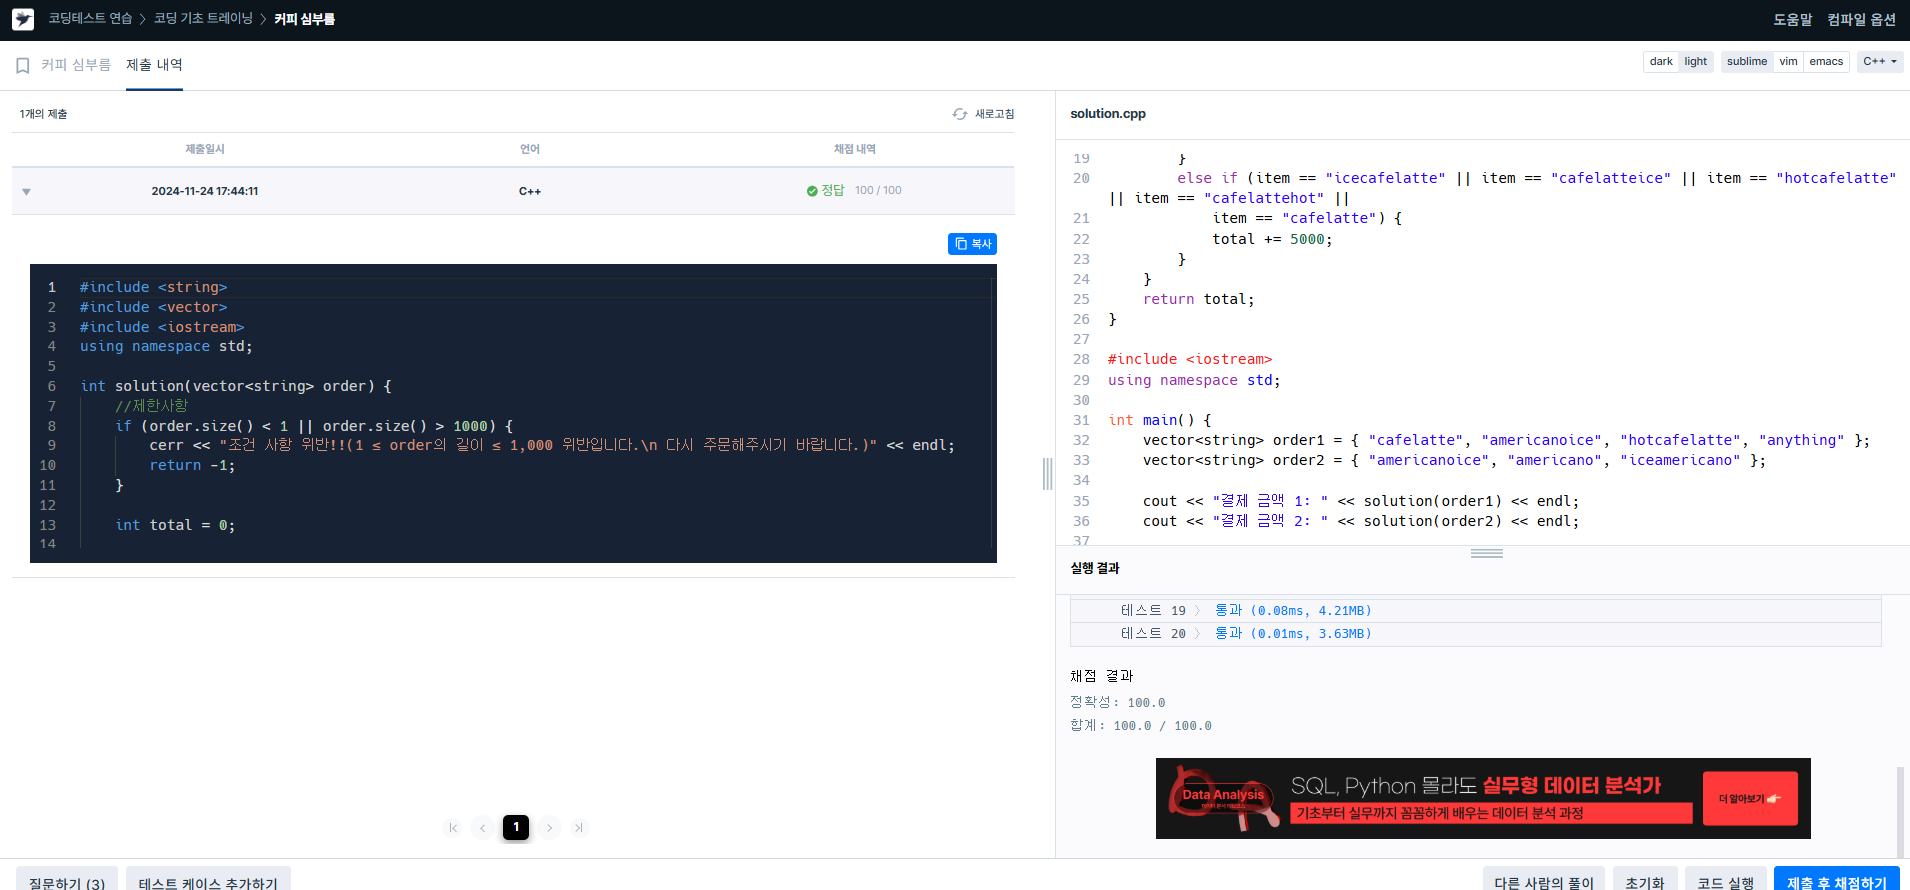 코딩테스트 연습 > 코딩 기초 트레이닝 > 커피 심부름
도움말 컴파일 옵션
커피 심부름 제출 내역
dark light sublime vim emacs C++
1개의 제출 새로고침
제출일시 언어 채점 내역
2024-11-24 17:44:11 C++ 정답 100 / 100
복사
1 #include <string>
2 #include <vector>
3 #include <iostream>
4 using namespace std;
5
6 int solution(vector<string> order) {
7 //제한사항
8 if (order.size() < 1 || order.size() > 1000) {
9 cerr << "조건 사항 위반!!(1 ≤ order의 길이 ≤ 1,000 위반입니다.\n 다시 주문해주시기 바랍니다.)" << endl;
10 return -1;
11 }
12
13 int total = 0;
14
1
solution.cpp
19 }
20 else if (item == "icecafelatte" || item == "cafelatteice" || item == "hotcafelatte"
|| item == "cafelattehot" ||
21 item == "cafelatte") {
22 total += 5000;
23 }
24 }
25 return total;
26 }
27
28 #include <iostream>
29 using namespace std;
30
31 int main() {
32 vector<string> order1 = { "cafelatte", "americanoice", "hotcafelatte", "anything" };
33 vector<string> order2 = { "americanoice", "americano", "iceamericano" };
34
35 cout << "결제 금액 1: " << solution(order1) << endl;
36 cout << "결제 금액 2: " << solution(order2) << endl;
37
실행 결과
테스트 19 > 통과 (0.08ms, 4.21MB)
테스트 20 > 통과 (0.01ms, 3.63MB)
채점 결과
정확성: 100.0
합계: 100.0 / 100.0
Data Analysis
SQL, Python 몰라도 실무형 데이터 분석가
기초부터 실무까지 꼼꼼하게 배우는 데이터 분석 과정
더 알아보기
질문하기 (3) 테스트 케이스 추가하기
다른 사람의 풀이 초기화 코드 실행 제출 후 채점하기